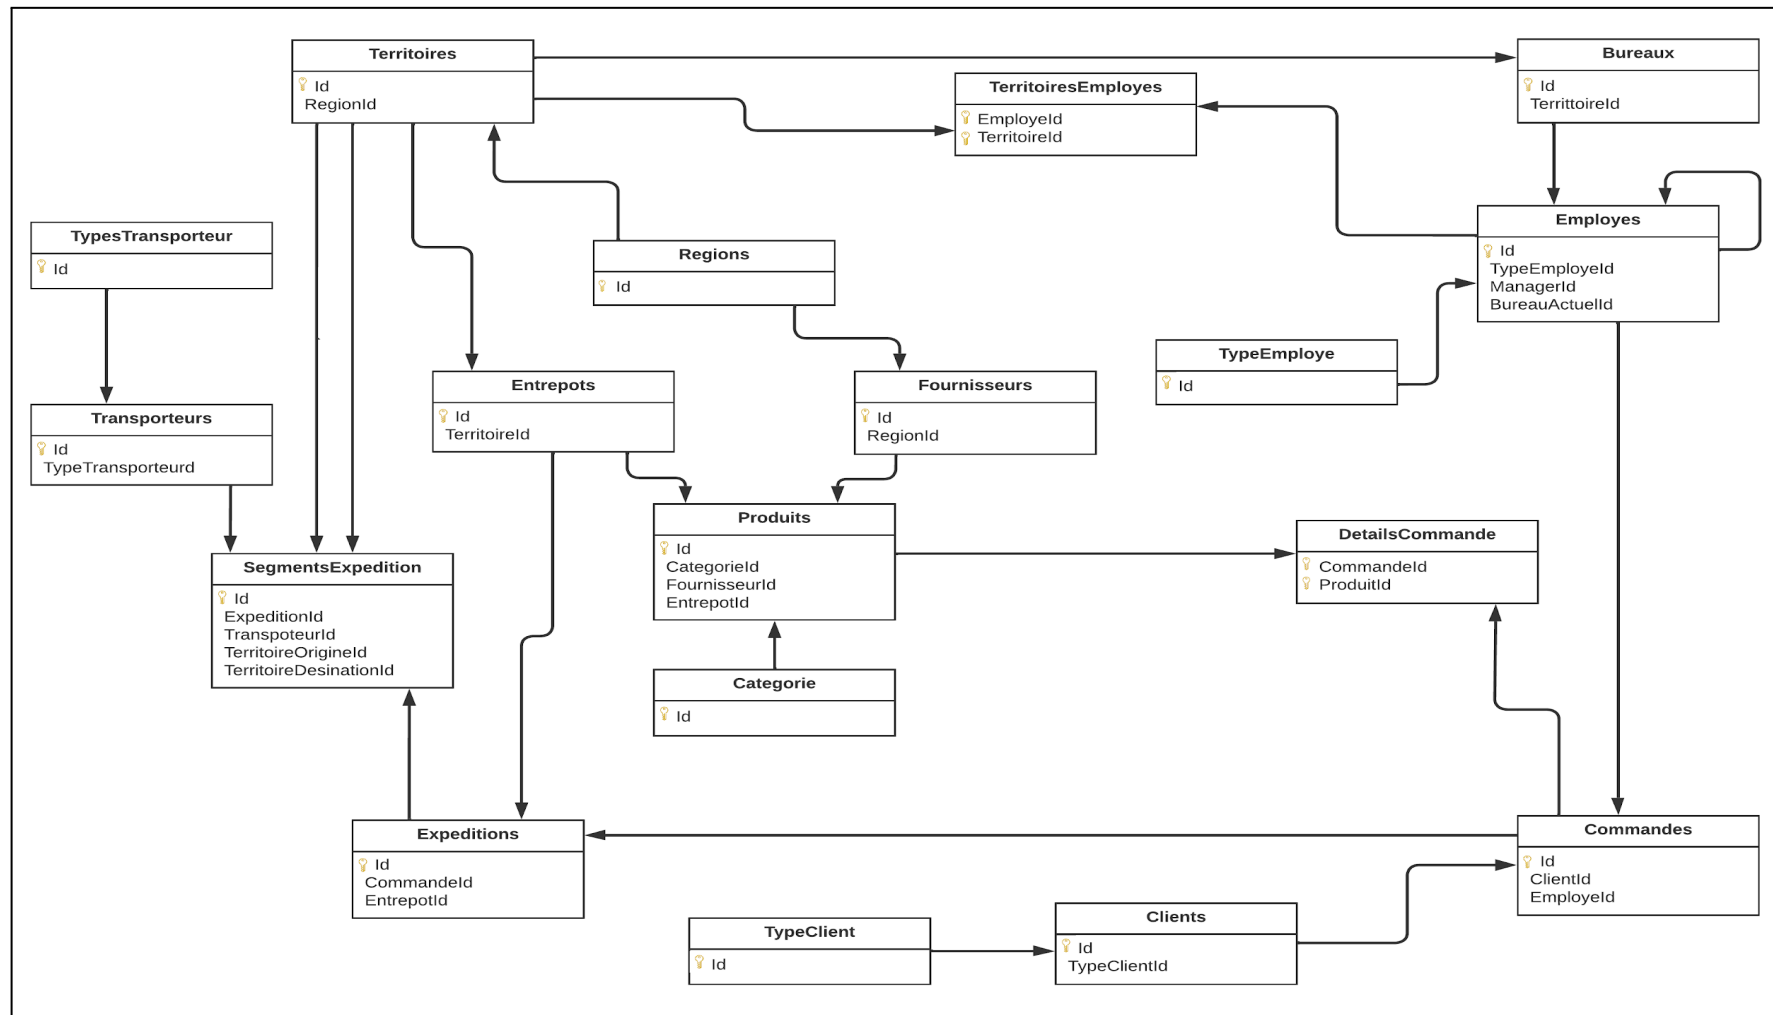 Territoires
Id
RegionId
Bureaux
Id
TerrittoireId
TerritoiresEmployes
EmployeId
TerritoireId
TypesTransporteur
Id
Regions
Id
Employes
Id
TypeEmployeId
ManagerId
BureauActuelId
TypeEmploye
Id
Transporteurs
Id
TypeTransporteurd
Entrepots
Id
TerritoireId
Fournisseurs
Id
RegionId
Produits
Id
CategorieId
FournisseurId
EntrepotId
DetailsCommande
CommandeId
ProduitId
SegmentsExpedition
Id
ExpeditionId
TranspoteurId
TerritoireOrigineId
TerritoireDesinationId
Categorie
Id
Expeditions
Id
CommandeId
EntrepotId
Commandes
Id
ClientId
EmployeId
TypeClient
Id
Clients
Id
TypeClientId